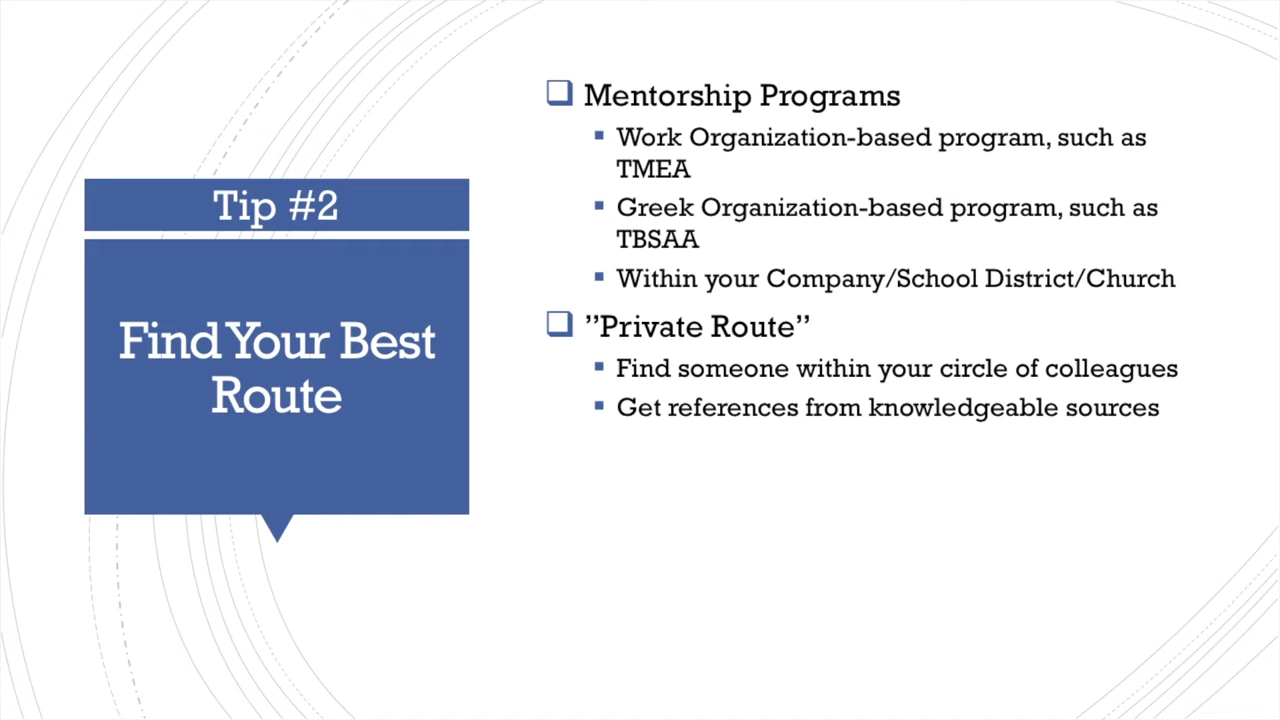 Tip #2
Find Your Best
Route
Mentorship Programs
Work Organization-based program, such as
TMEA
Greek Organization-based program, such as
TBSAA
Within your Company/School District/Church
”Private Route”
Find someone within your circle of colleagues
Get references from knowledgeable sources